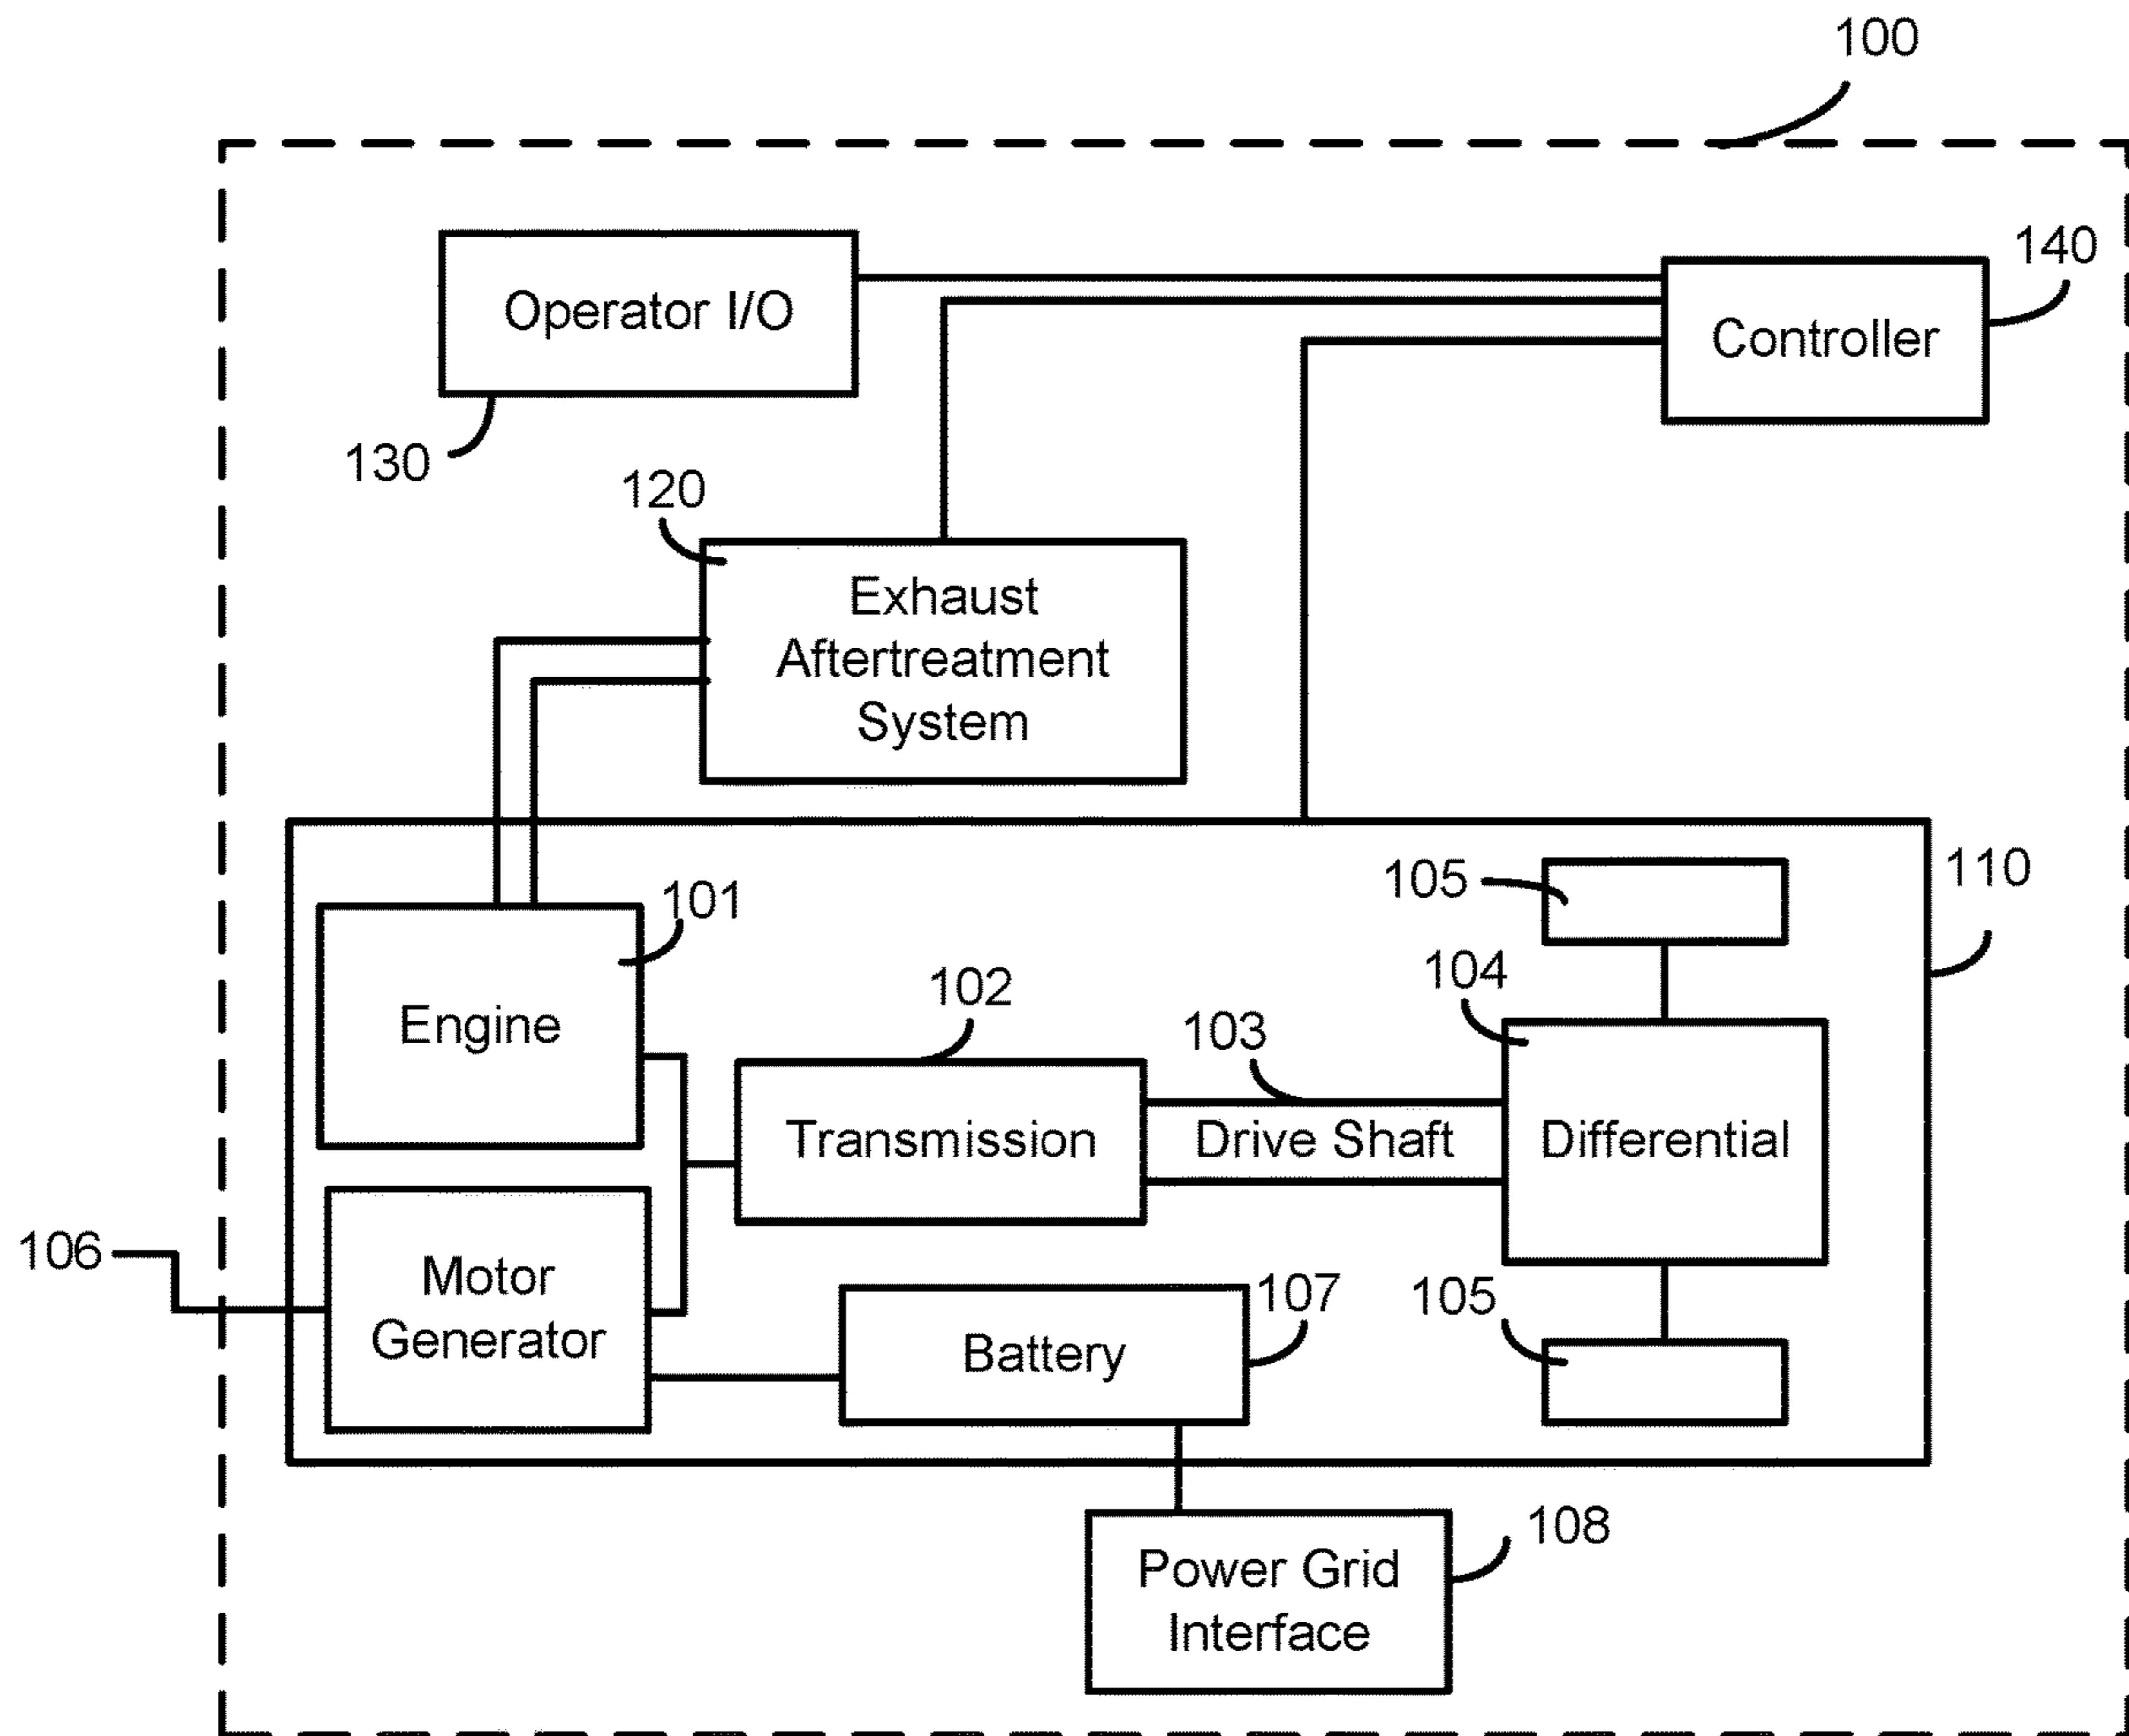 100
140
Operator I/O
Controller
130
120
Exhaust
Aftertreatment
System
105
110
101
104
102
Engine
103
Transmission
Drive Shaft
Differential
106
Motor
Generator
107
105
Battery
108
Power Grid
Interface